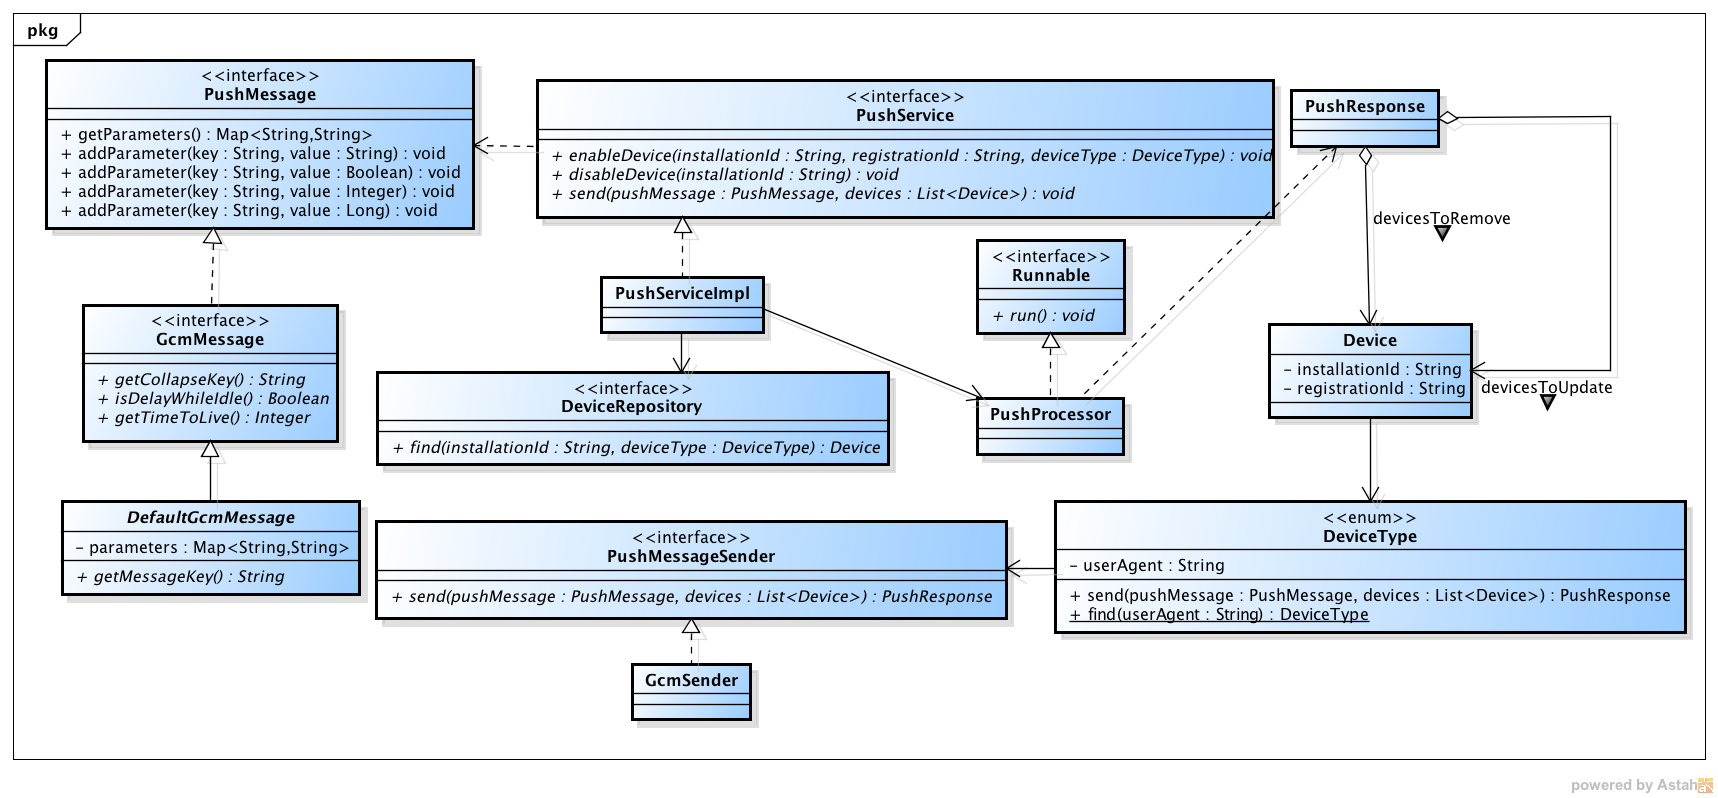 pkg
<<interface>>
PushMessage
+ getParameters() : Map<String,String>
+ addParameter(key : String, value : String) : void
+ addParameter(key : String, value : Boolean) : void
+ addParameter(key : String, value : Integer) : void
+ addParameter(key : String, value : Long) : void
<<interface>>
PushService
+ enableDevice(installationId : String, registrationId : String, deviceType : DeviceType) : void
+ disableDevice(installationId : String) : void
+ send(pushMessage : PushMessage, devices : List<Device>) : void
PushResponse
devicesToRemove
<<interface>>
Runnable
+ run() : void
PushServiceImpl
<<interface>>
GcmMessage
+ getCollapseKey() : String
+ isDelayWhileIdle() : Boolean
+ getTimeToLive() : Integer
Device
- installationId : String
- registrationId : String
devicesToUpdate
<<interface>>
DeviceRepository
+ find(installationId : String, deviceType : DeviceType) : Device
PushProcessor
DefaultGcmMessage
- parameters : Map<String,String>
+ getMessageKey() : String
<<interface>>
PushMessageSender
+ send(pushMessage : PushMessage, devices : List<Device>) : PushResponse
<<enum>>
DeviceType
- userAgent : String
+ send(pushMessage : PushMessage, devices : List<Device>) : PushResponse
+ find(userAgent : String) : DeviceType
GcmSender
powered by Astah